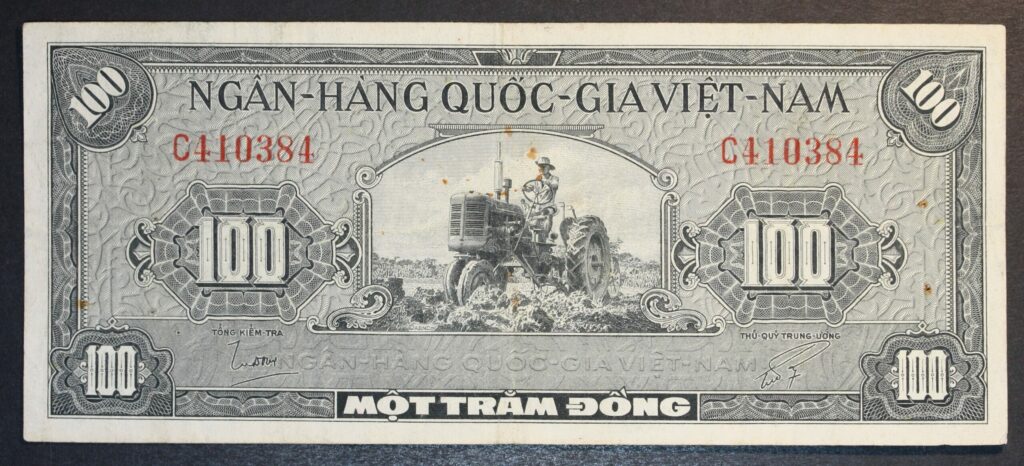 100 100
NGÂN-HÀNG QUỐC-GIA VIỆT-NAM
C410384 C410384
100 100
TỔNG KIỂM-TRA THỦ-QUỸ TRUNG-ƯƠNG
NGÂN-HÀNG QUỐC-GIA VIỆT-NAM
100 100
MỘT TRĂM ĐỒNG